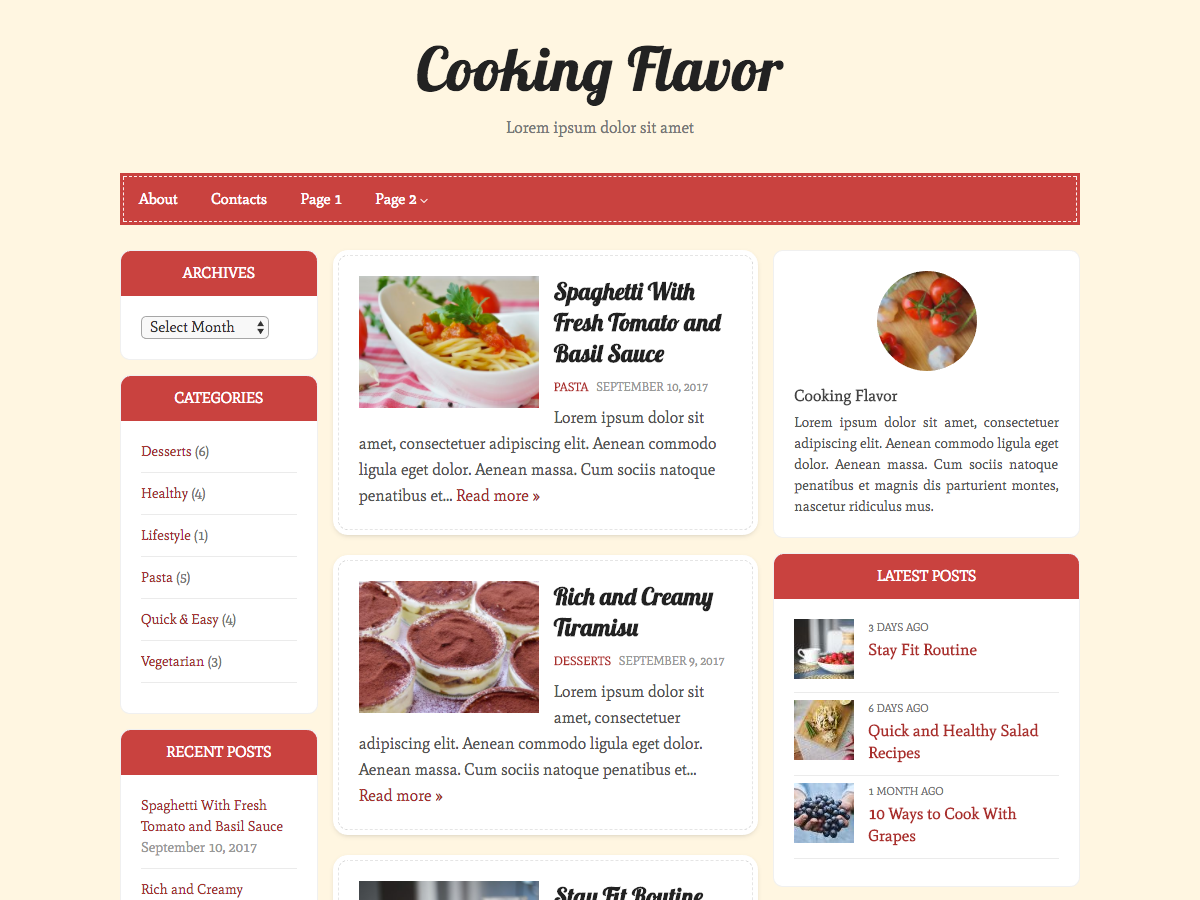 Cooking Flavor
Lorem ipsum dolor sit amet
About
Contacts
Page 1
Page 2
ARCHIVES
Select Month
CATEGORIES
Desserts (6)
Healthy (4)
Lifestyle (1)
Pasta (5)
Quick & Easy (4)
Vegetarian (3)
RECENT POSTS
Spaghetti With Fresh
Tomato and Basil Sauce
September 10, 2017
Rich and Creamy
Spaghetti With
Fresh Tomato and
Basil Sauce
PASTA SEPTEMBER 10, 2017
Lorem ipsum dolor sit
amet, consectetuer adipiscing elit. Aenean commodo
ligula eget dolor. Aenean massa. Cum sociis natoque
penatibus et... Read more »
Rich and Creamy
Tiramisu
DESSERTS SEPTEMBER 9, 2017
Lorem ipsum dolor sit
amet, consectetuer
adipiscing elit. Aenean commodo ligula eget dolor.
Aenean massa. Cum sociis natoque penatibus et...
Read more »
Stay Fit Routine
Cooking Flavor
Lorem ipsum dolor sit amet, consectetuer
adipiscing elit. Aenean commodo ligula eget
dolor. Aenean massa. Cum sociis natoque
penatibus et magnis dis parturient montes,
nascetur ridiculus mus.
LATEST POSTS
3 DAYS AGO
Stay Fit Routine
6 DAYS AGO
Quick and Healthy Salad
Recipes
1 MONTH AGO
10 Ways to Cook With
Grapes